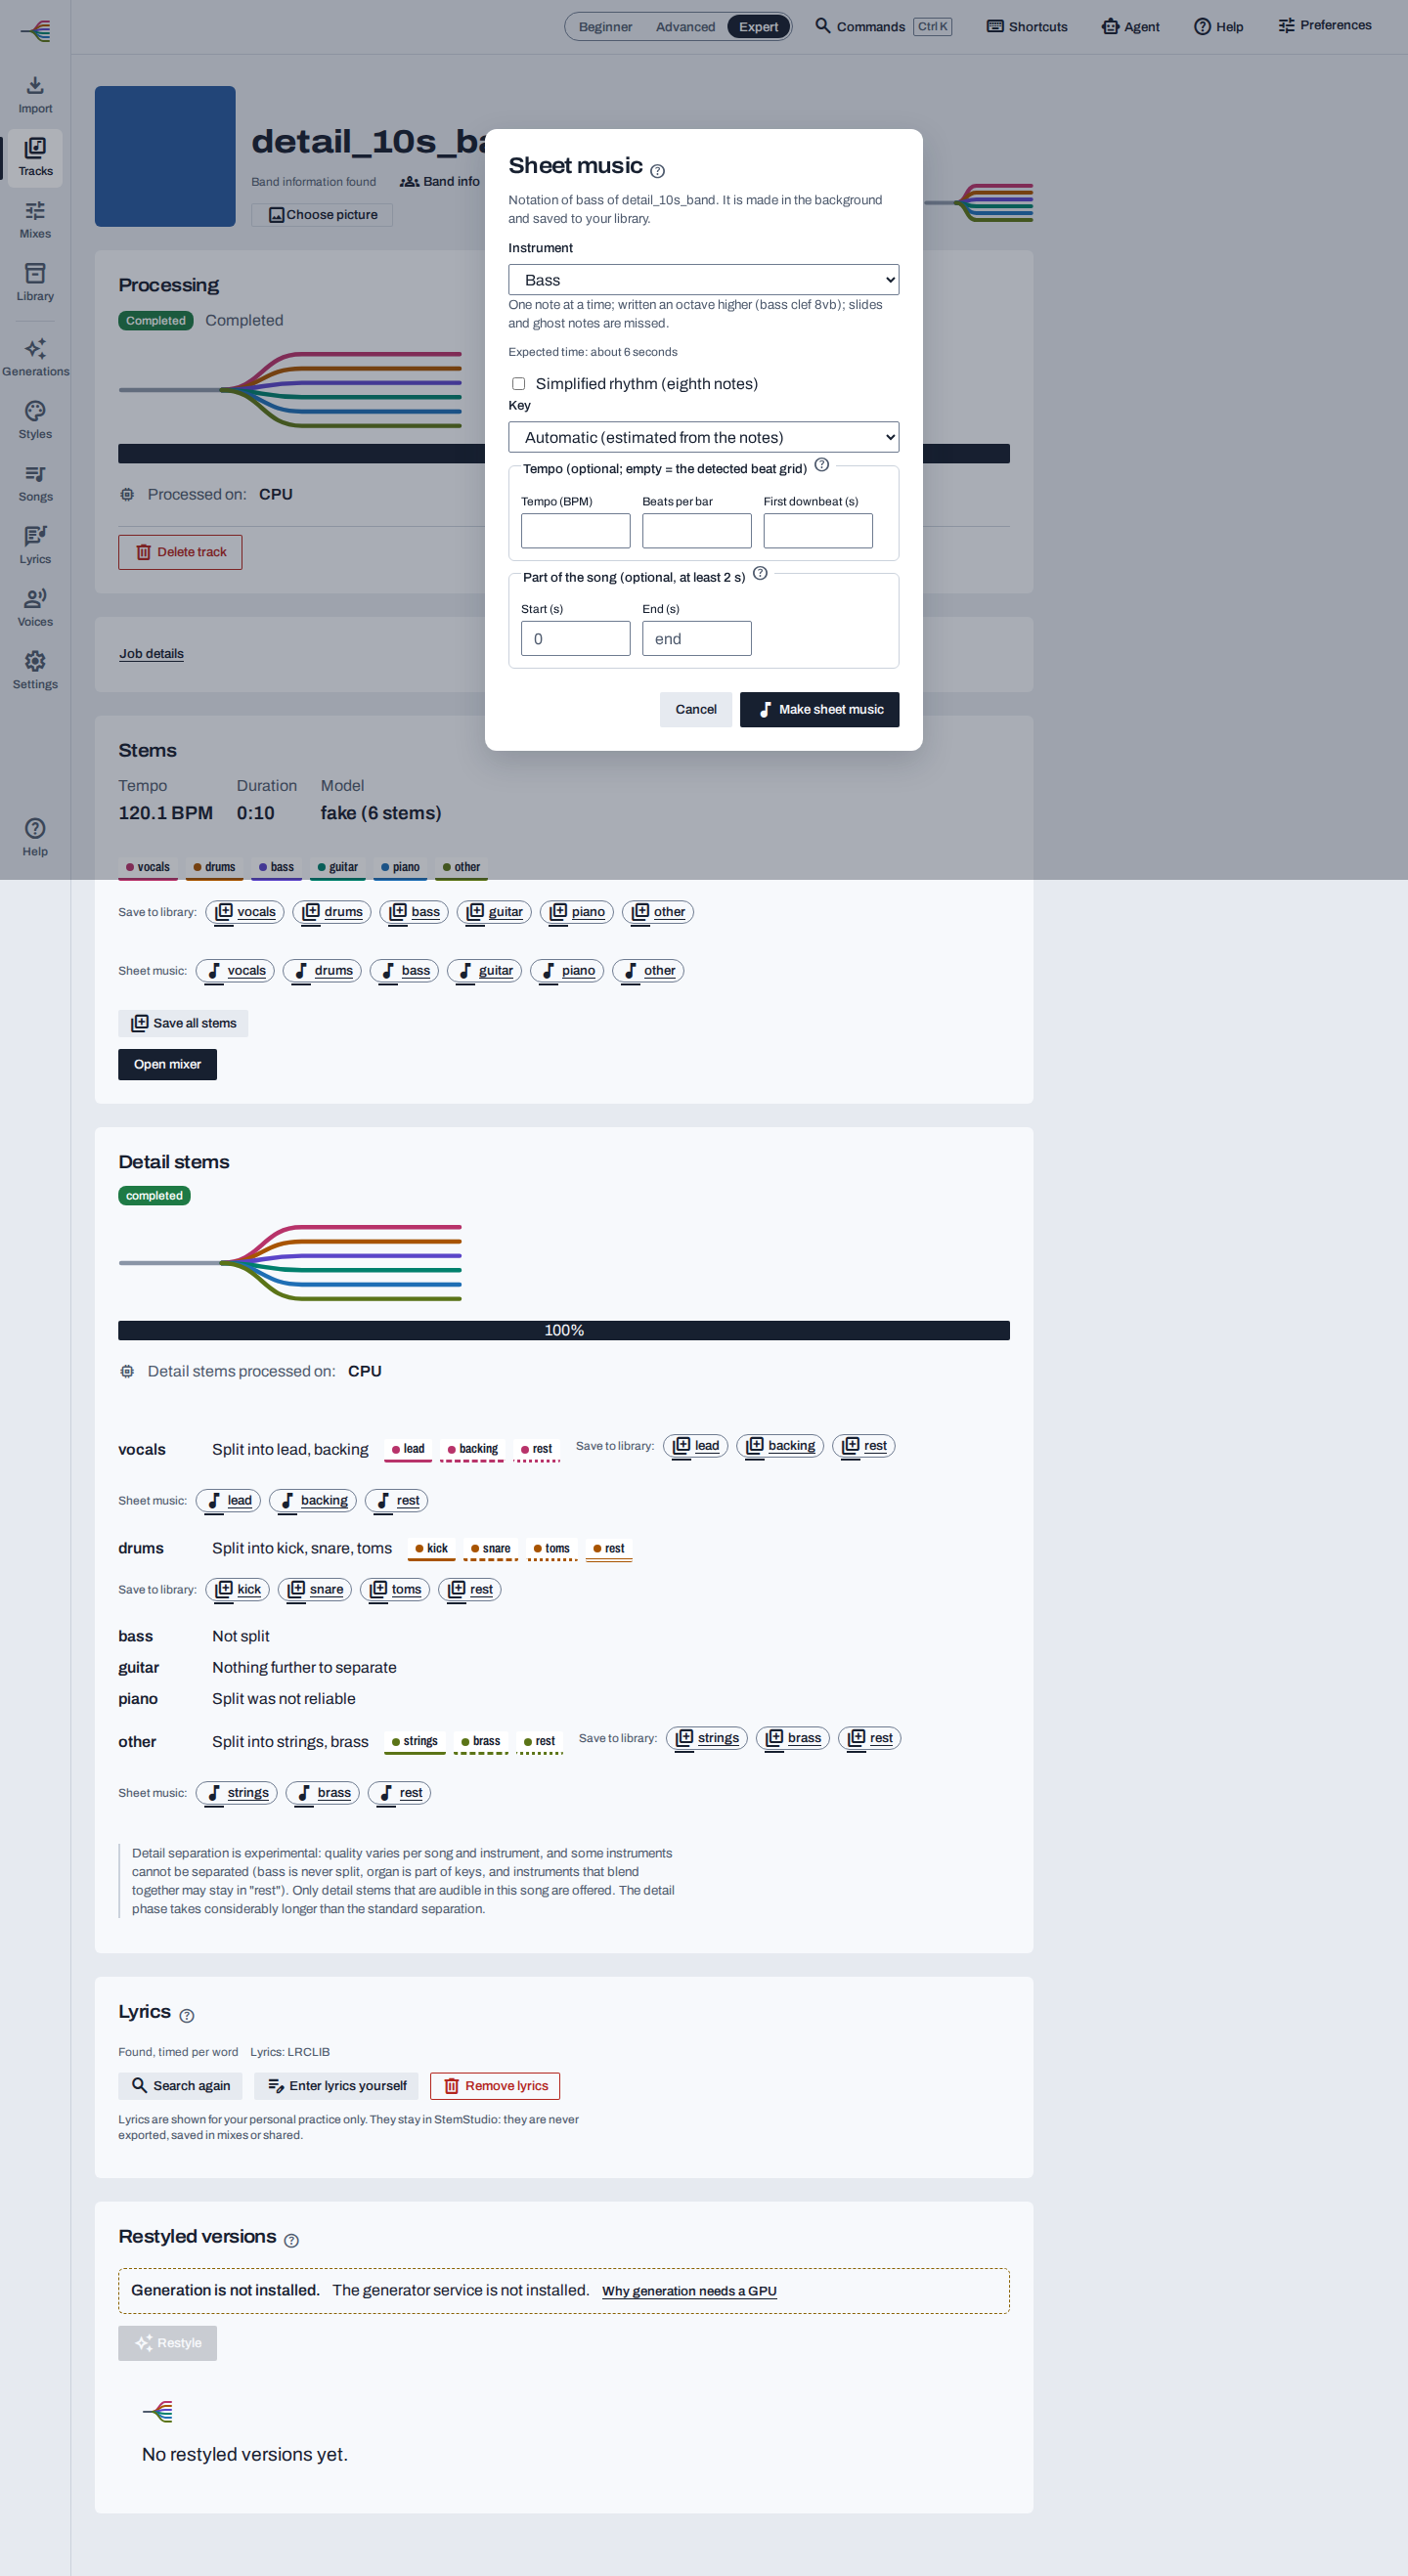 Beginner Advanced Expert Commands Ctrl K Shortcuts Agent Help Preferences
Import
Tracks
Mixes
Library
Generations
Styles
Songs
Lyrics
Voices
Settings
Help
Band information found Band info
Choose picture
Processing
Completed Completed
Processed on: CPU
Delete track
Job details
Sheet music
Notation of bass of detail_10s_band. It is made in the background
and saved to your library.
Instrument
Bass
One note at a time; written an octave higher (bass clef 8vb); slides
and ghost notes are missed.
Expected time: about 6 seconds
Simplified rhythm (eighth notes)
Key
Automatic (estimated from the notes)
Tempo (optional; empty = the detected beat grid)
Tempo (BPM) Beats per bar First downbeat (s)
Part of the song (optional, at least 2 s)
Start (s) End (s)
0 end
Cancel Make sheet music
Stems
Tempo Duration Model
120.1 BPM 0:10 fake (6 stems)
vocals drums bass guitar piano other
Save to library: vocals drums bass guitar piano other
Sheet music: vocals drums bass guitar piano other
Save all stems
Open mixer
Detail stems
completed
100%
Detail stems processed on: CPU
vocals Split into lead, backing lead backing rest Save to library: lead backing rest
Sheet music: lead backing rest
drums Split into kick, snare, toms kick snare toms rest
Save to library: kick snare toms rest
bass Not split
guitar Nothing further to separate
piano Split was not reliable
other Split into strings, brass strings brass rest Save to library: strings brass rest
Sheet music: strings brass rest
Detail separation is experimental: quality varies per song and instrument, and some instruments
cannot be separated (bass is never split, organ is part of keys, and instruments that blend
together may stay in "rest"). Only detail stems that are audible in this song are offered. The detail
phase takes considerably longer than the standard separation.
Lyrics
Found, timed per word Lyrics: LRCLIB
Search again Enter lyrics yourself Remove lyrics
Lyrics are shown for your personal practice only. They stay in StemStudio: they are never
exported, saved in mixes or shared.
Restyled versions
Generation is not installed. The generator service is not installed. Why generation needs a GPU
Restyle
No restyled versions yet.